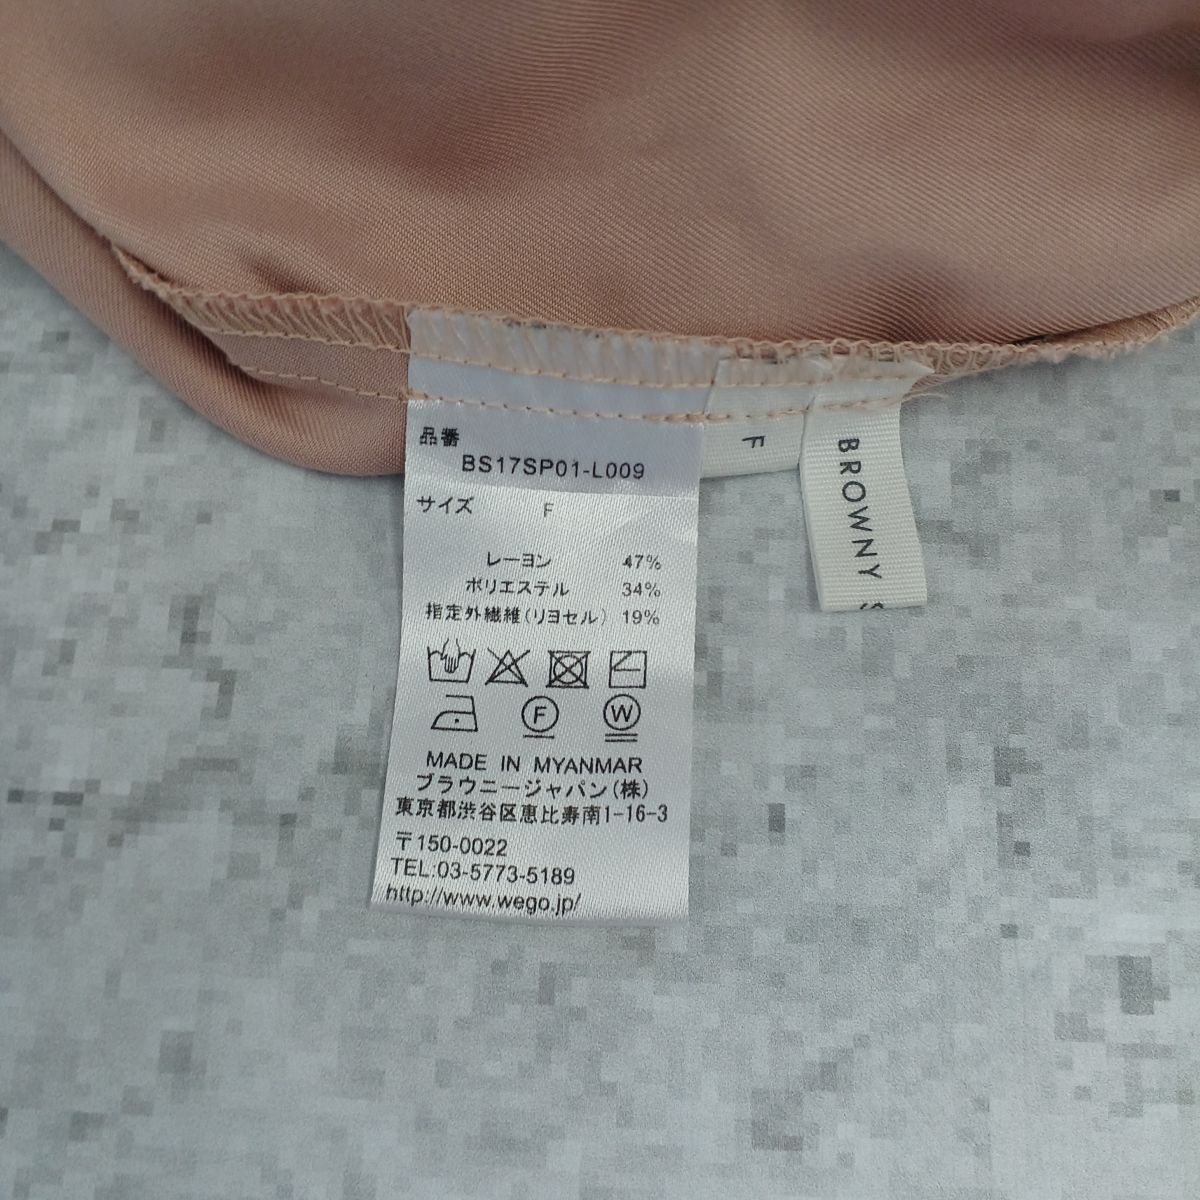 品番
BS17SP01-L009
サイズ F
レーヨン 47%
ポリエステル 34%
指定外繊維(リヨセル) 19%
F W
MADE IN MYANMAR
ブラウニージャパン(株)
東京都渋谷区恵比寿南1-16-3
〒150-0022
TEL:03-5773-5189
http://www.wego.jp/
F
BROWNY